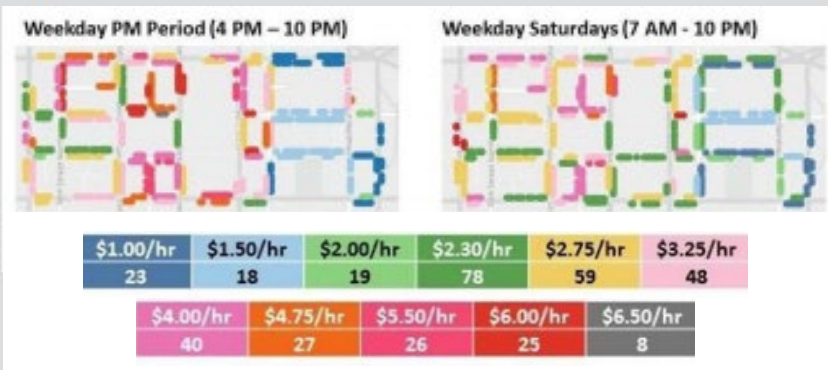 Weekday PM Period (4 PM – 10 PM)
Weekday Saturdays (7 AM - 10 PM)
$1.00/hr $1.50/hr $2.00/hr $2.30/hr $2.75/hr $3.25/hr
23 18 19 78 59 48
$4.00/hr $4.75/hr $5.50/hr $6.00/hr $6.50/hr
40 27 26 25 8